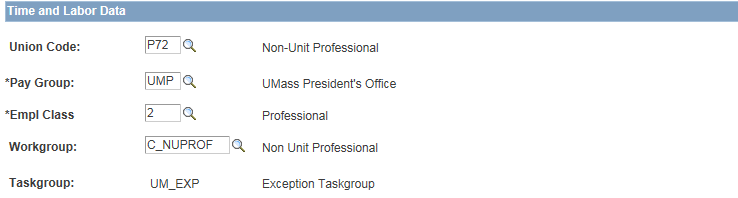 Time and Labor Data
Union Code: P72 Non-Unit Professional
*Pay Group: UMP UMass President's Office
*Empl Class 2 Professional
Workgroup: C_NUPROF Non Unit Professional
Taskgroup: UM_EXP Exception Taskgroup